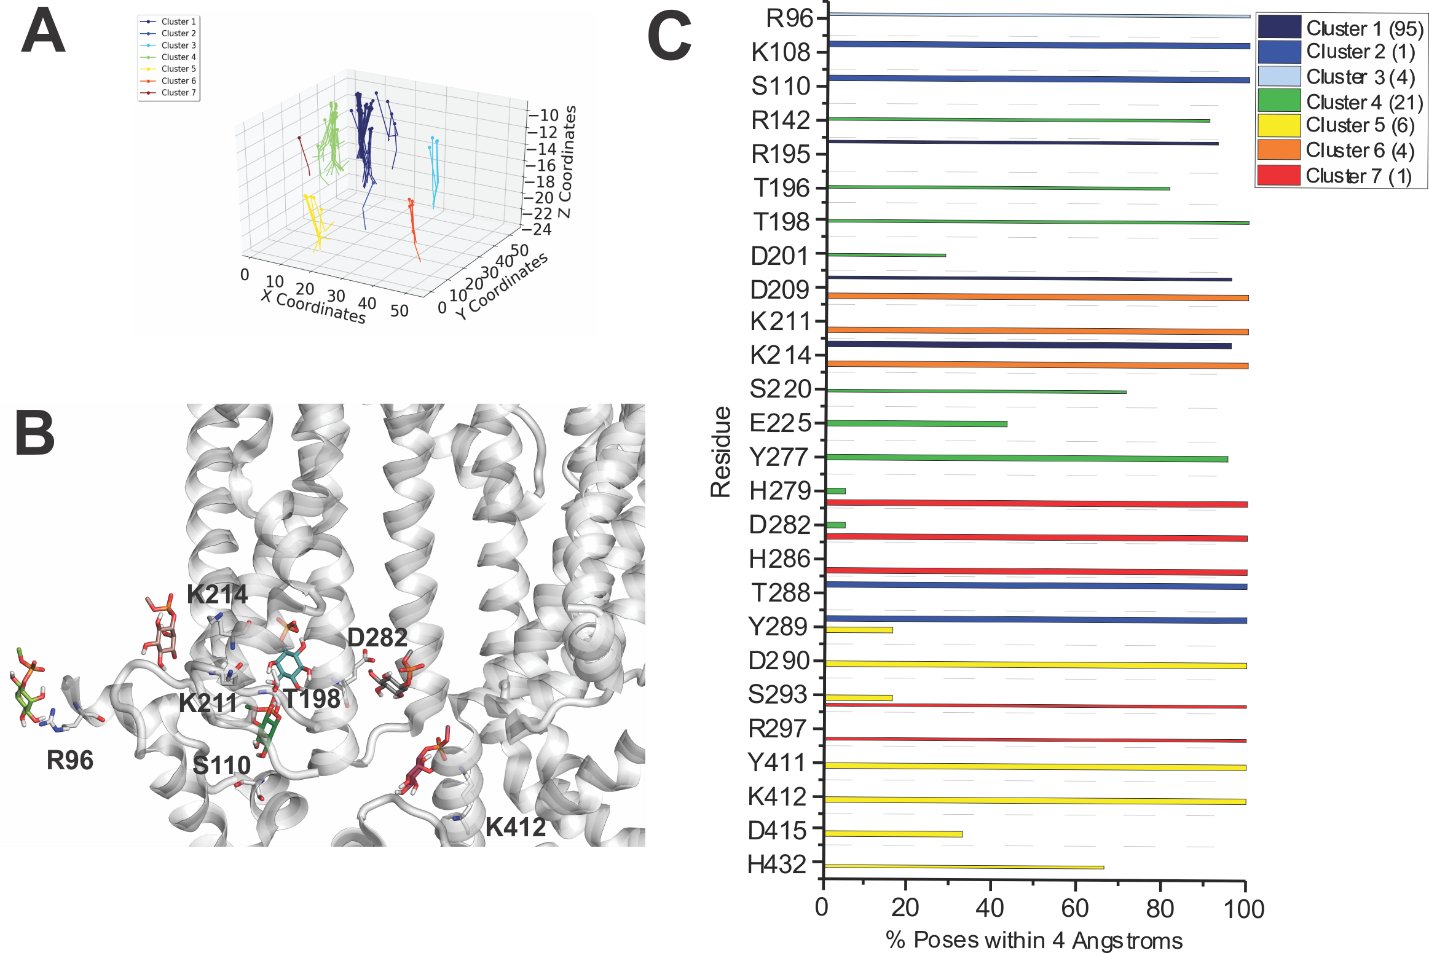 A
Cluster 1
Cluster 2
Cluster 3
Cluster 4
Cluster 5
Cluster 6
Cluster 7
−10
−12
−14
−16
−18
−20
−22
−24
Z Coordinates
0
10
20
30
40
50
X Coordinates
0
10
20
30
40
50
Y Coordinates
B
K214
D282
K211
T198
R96
S110
K412
C
R96
K108
S110
R142
R195
T196
T198
D201
D209
K211
K214
S220
E225
Y277
H279
D282
H286
T288
Y289
D290
S293
R297
Y411
K412
D415
H432
Residue
0 20 40 60 80 100
% Poses within 4 Angstroms
Cluster 1 (95)
Cluster 2 (1)
Cluster 3 (4)
Cluster 4 (21)
Cluster 5 (6)
Cluster 6 (4)
Cluster 7 (1)